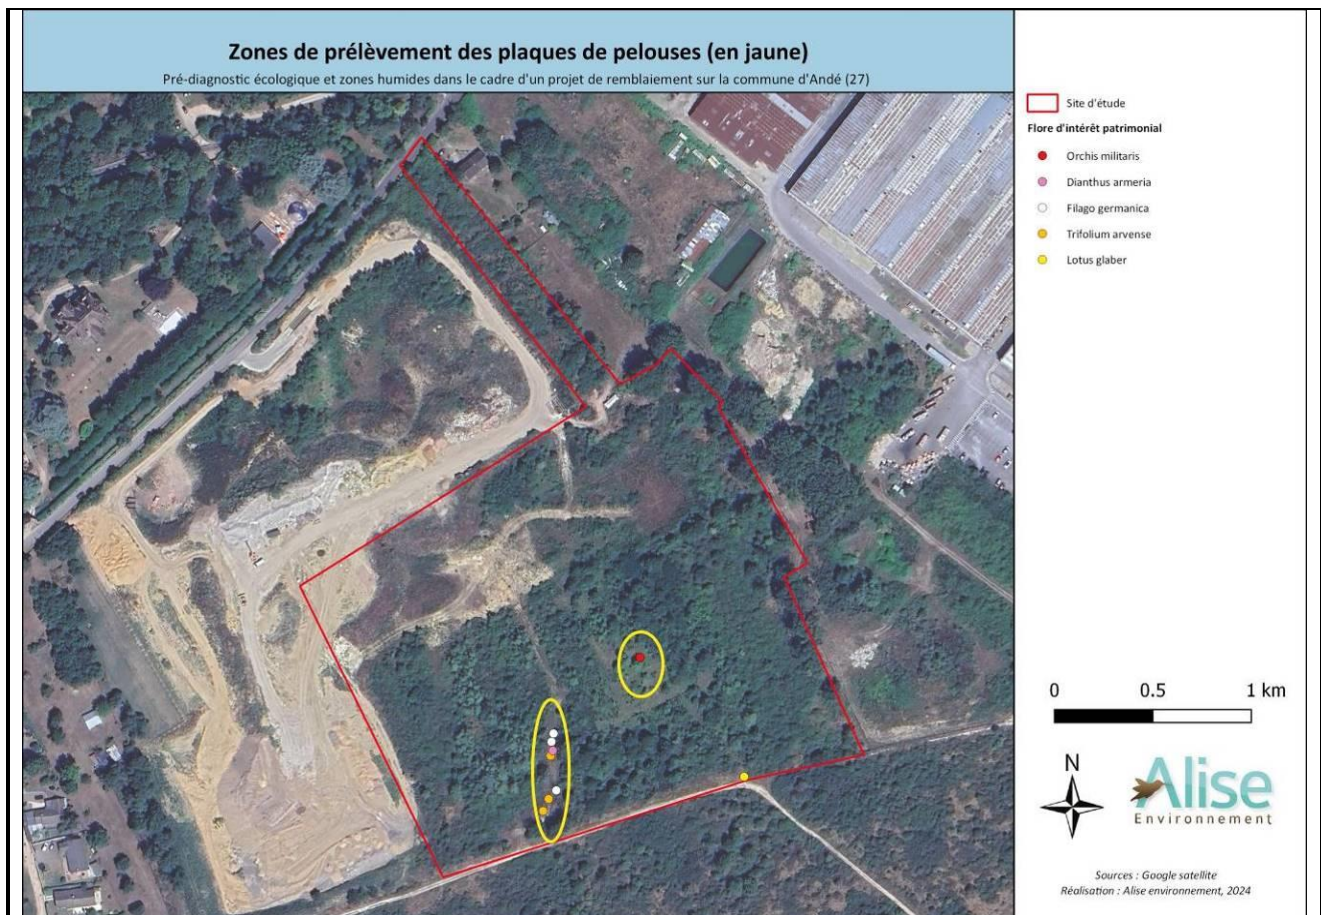 Zones de prélèvement des plaques de pelouses (en jaune)
Pré-diagnostic écologique et zones humides dans le cadre d'un projet de remblaiement sur la commune d'Andé (27)
Site d'étude
Flore d'intérêt patrimonial
Orchis militaris
Dianthus armeria
Filago germanica
Trifolium arvense
Lotus glaber
0 0.5 1 km
N
Alise
Environnement
Sources : Google satellite
Réalisation : Alise environnement, 2024